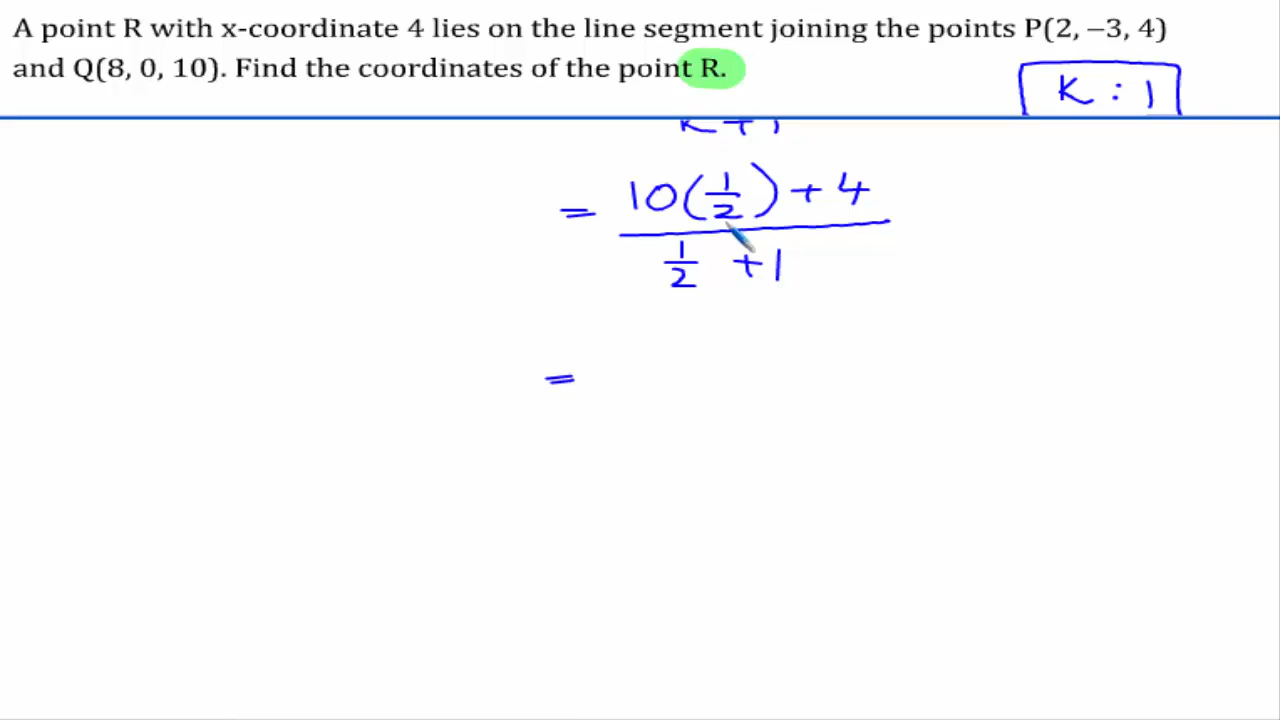 A point R with x-coordinate 4 lies on the line segment joining the points P(2, −3, 4)
and Q(8, 0, 10). Find the coordinates of the point R.
K : 1
K + 1
= 10(1/2) + 4
1/2 + 1
=